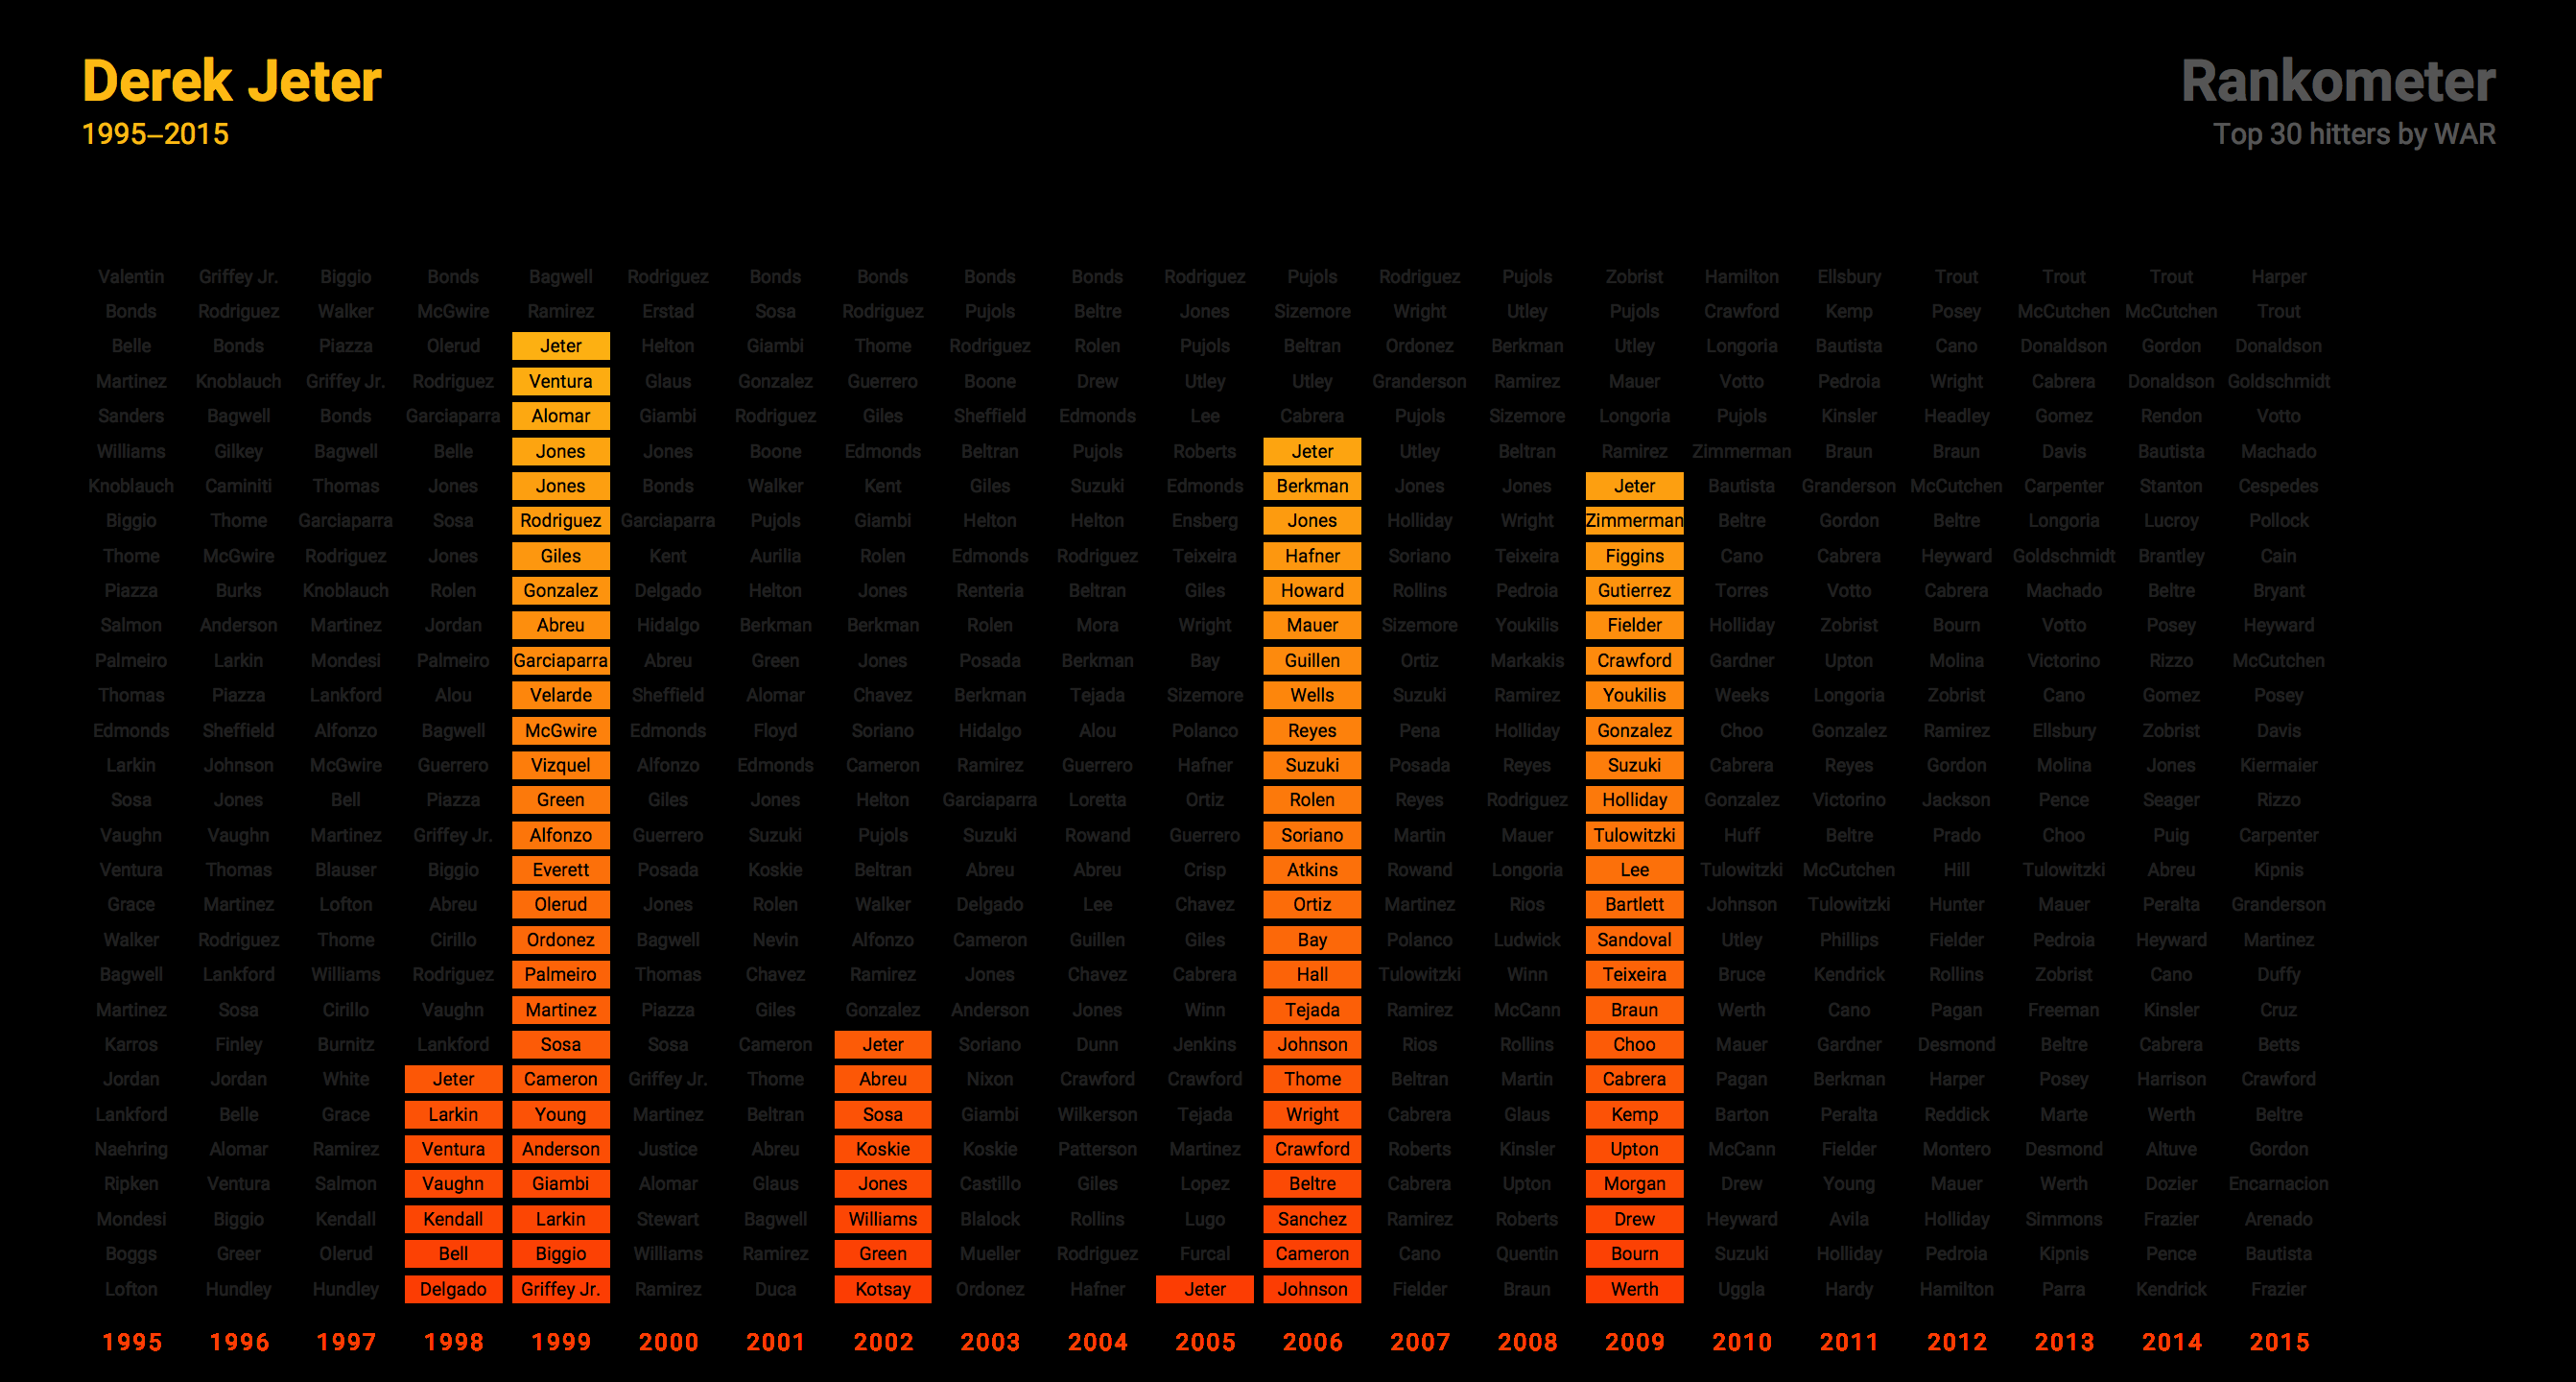 Derek Jeter
1995–2015
Rankometer
Top 30 hitters by WAR
Valentin Griffey Jr. Biggio Bonds Bagwell Rodriguez Bonds Bonds Bonds Bonds Rodriguez Pujols Rodriguez Pujols Zobrist Hamilton Ellsbury Trout Trout Trout Harper
Bonds Rodriguez Walker McGwire Ramirez Erstad Sosa Rodriguez Pujols Beltre Jones Sizemore Wright Utley Pujols Crawford Kemp Posey McCutchen McCutchen Trout
Belle Bonds Piazza Olerud Jeter Helton Giambi Thome Rodriguez Rolen Pujols Beltran Ordonez Berkman Utley Longoria Bautista Cano Donaldson Gordon Donaldson
Martinez Knoblauch Griffey Jr. Rodriguez Ventura Glaus Gonzalez Guerrero Boone Drew Utley Utley Granderson Ramirez Mauer Votto Pedroia Wright Cabrera Donaldson Goldschmidt
Sanders Bagwell Bonds Garciaparra Alomar Giambi Rodriguez Giles Sheffield Edmonds Lee Cabrera Pujols Sizemore Longoria Pujols Kinsler Headley Gomez Rendon Votto
Williams Gilkey Bagwell Belle Jones Jones Boone Edmonds Beltran Pujols Roberts Jeter Utley Beltran Ramirez Zimmerman Braun Braun Davis Bautista Machado
Knoblauch Caminiti Thomas Jones Jones Bonds Walker Kent Giles Suzuki Edmonds Berkman Jones Jones Jeter Bautista Granderson McCutchen Carpenter Stanton Cespedes
Biggio Thome Garciaparra Sosa Rodriguez Garciaparra Pujols Giambi Helton Helton Ensberg Jones Holliday Wright Zimmerman Beltre Gordon Beltre Longoria Lucroy Pollock
Thome McGwire Rodriguez Jones Giles Kent Aurilia Rolen Edmonds Rodriguez Teixeira Hafner Soriano Teixeira Figgins Cano Cabrera Heyward Goldschmidt Brantley Cain
Piazza Burks Knoblauch Rolen Gonzalez Delgado Helton Jones Renteria Beltran Giles Howard Rollins Pedroia Gutierrez Torres Votto Cabrera Machado Beltre Bryant
Salmon Anderson Martinez Jordan Abreu Hidalgo Berkman Berkman Rolen Mora Wright Mauer Sizemore Youkilis Fielder Holliday Zobrist Bourn Votto Posey Heyward
Palmeiro Larkin Mondesi Palmeiro Garciaparra Abreu Green Jones Posada Berkman Bay Guillen Ortiz Markakis Crawford Gardner Upton Molina Victorino Rizzo McCutchen
Thomas Piazza Lankford Alou Velarde Sheffield Alomar Chavez Berkman Tejada Sizemore Wells Suzuki Ramirez Youkilis Weeks Longoria Zobrist Cano Gomez Posey
Edmonds Sheffield Alfonzo Bagwell McGwire Edmonds Floyd Soriano Hidalgo Alou Polanco Reyes Pena Holliday Gonzalez Choo Gonzalez Ramirez Ellsbury Zobrist Davis
Larkin Johnson McGwire Guerrero Vizquel Alfonzo Edmonds Cameron Ramirez Guerrero Hafner Suzuki Posada Reyes Suzuki Cabrera Reyes Gordon Molina Jones Kiermaier
Sosa Jones Bell Piazza Green Giles Jones Helton Garciaparra Loretta Ortiz Rolen Reyes Rodriguez Holliday Gonzalez Victorino Jackson Pence Seager Rizzo
Vaughn Vaughn Martinez Griffey Jr. Alfonzo Guerrero Suzuki Pujols Suzuki Rowand Guerrero Soriano Martin Mauer Tulowitzki Huff Beltre Prado Choo Puig Carpenter
Ventura Thomas Blauser Biggio Everett Posada Koskie Beltran Abreu Abreu Crisp Atkins Rowand Longoria Lee Tulowitzki McCutchen Hill Tulowitzki Abreu Kipnis
Grace Martinez Lofton Abreu Olerud Jones Rolen Walker Delgado Lee Chavez Ortiz Martinez Rios Bartlett Johnson Tulowitzki Hunter Mauer Peralta Granderson
Walker Rodriguez Thome Cirillo Ordonez Bagwell Nevin Alfonzo Cameron Guillen Giles Bay Polanco Ludwick Sandoval Utley Phillips Fielder Pedroia Heyward Martinez
Bagwell Lankford Williams Rodriguez Palmeiro Thomas Chavez Ramirez Jones Chavez Cabrera Hall Tulowitzki Winn Teixeira Bruce Kendrick Rollins Zobrist Cano Duffy
Martinez Sosa Cirillo Vaughn Martinez Piazza Giles Gonzalez Anderson Jones Winn Tejada Ramirez McCann Braun Werth Cano Pagan Freeman Kinsler Cruz
Karros Finley Burnitz Lankford Sosa Sosa Cameron Jeter Soriano Dunn Jenkins Johnson Rios Rollins Choo Mauer Gardner Desmond Beltre Cabrera Betts
Jordan Jordan White Jeter Cameron Griffey Jr. Thome Abreu Nixon Crawford Crawford Thome Beltran Martin Cabrera Pagan Berkman Harper Posey Harrison Crawford
Lankford Belle Grace Larkin Young Martinez Beltran Sosa Giambi Wilkerson Tejada Wright Cabrera Glaus Kemp Barton Peralta Reddick Marte Werth Beltre
Naehring Alomar Ramirez Ventura Anderson Justice Abreu Koskie Koskie Patterson Martinez Crawford Roberts Kinsler Upton McCann Fielder Montero Desmond Altuve Gordon
Ripken Ventura Salmon Vaughn Giambi Alomar Glaus Jones Castillo Giles Lopez Beltre Cabrera Upton Morgan Drew Young Mauer Werth Dozier Encarnacion
Mondesi Biggio Kendall Kendall Larkin Stewart Bagwell Williams Blalock Rollins Lugo Sanchez Ramirez Roberts Drew Heyward Avila Holliday Simmons Frazier Arenado
Boggs Greer Olerud Bell Biggio Williams Ramirez Green Mueller Rodriguez Furcal Cameron Cano Quentin Bourn Suzuki Holliday Pedroia Kipnis Pence Bautista
Lofton Hundley Hundley Delgado Griffey Jr. Ramirez Duca Kotsay Ordonez Hafner Jeter Johnson Fielder Braun Werth Uggla Hardy Hamilton Parra Kendrick Frazier
1995 1996 1997 1998 1999 2000 2001 2002 2003 2004 2005 2006 2007 2008 2009 2010 2011 2012 2013 2014 2015